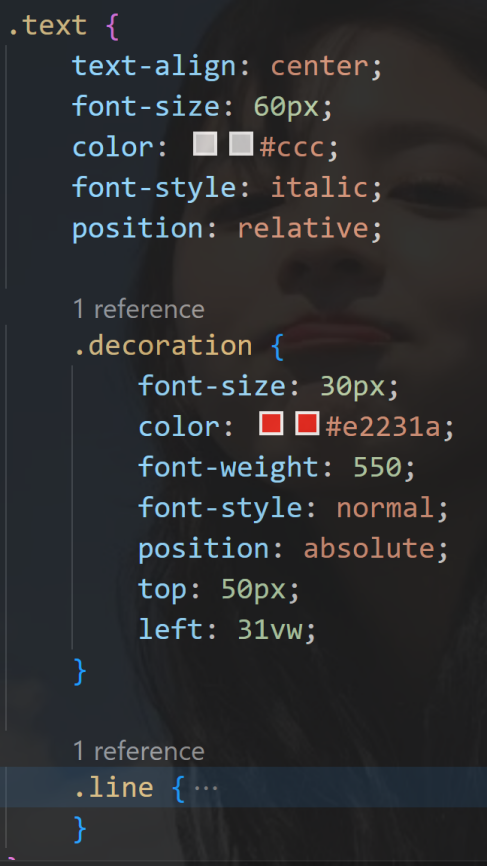 .text {
text-align: center;
font-size: 60px;
color: #ccc;
font-style: italic;
position: relative;
1 reference
.decoration {
font-size: 30px;
color: #e2231a;
font-weight: 550;
font-style: normal;
position: absolute;
top: 50px;
left: 31vw;
}
1 reference
.line { ···
}
}